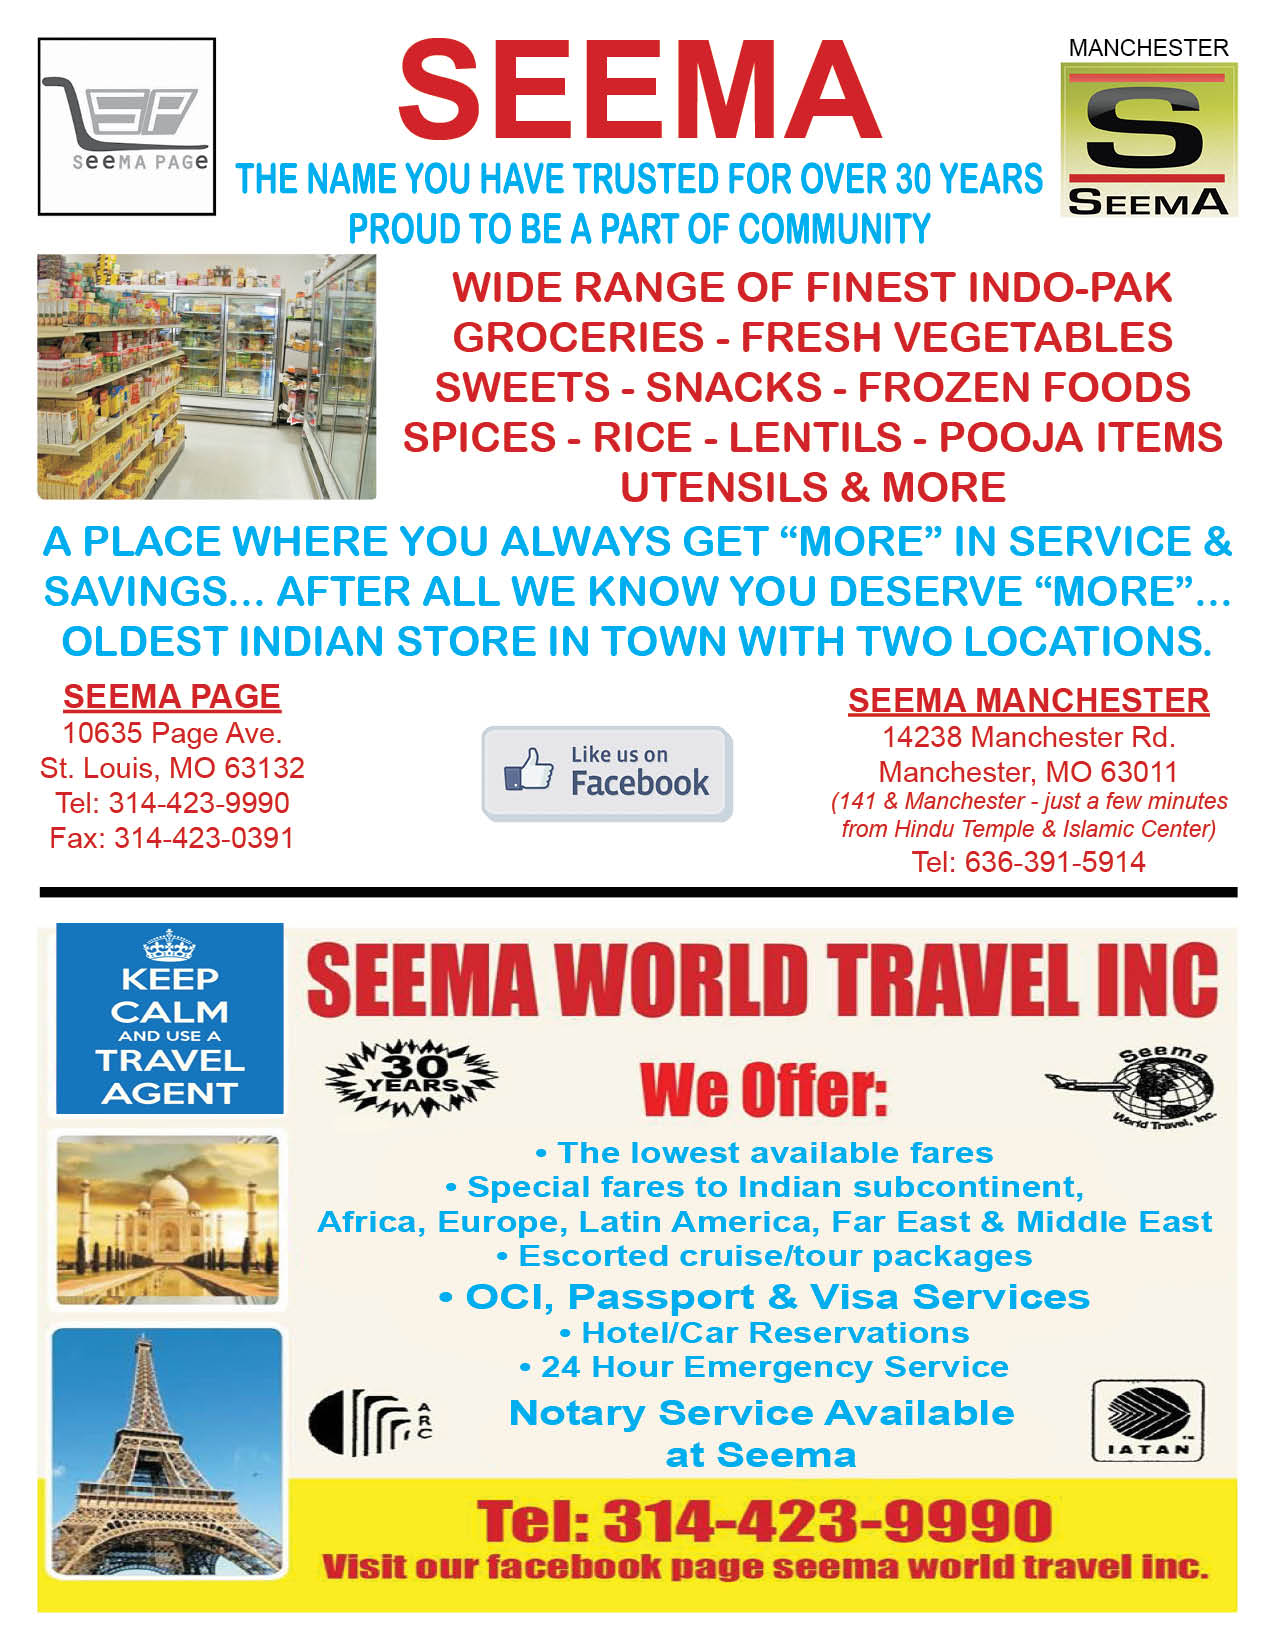 SP
SeeMA PAGe
SEEMA
MANCHESTER
S
SEEMA
THE NAME YOU HAVE TRUSTED FOR OVER 30 YEARS
PROUD TO BE A PART OF COMMUNITY
WIDE RANGE OF FINEST INDO-PAK
GROCERIES - FRESH VEGETABLES
SWEETS - SNACKS - FROZEN FOODS
SPICES - RICE - LENTILS - POOJA ITEMS
UTENSILS & MORE
A PLACE WHERE YOU ALWAYS GET “MORE” IN SERVICE &
SAVINGS... AFTER ALL WE KNOW YOU DESERVE “MORE”...
OLDEST INDIAN STORE IN TOWN WITH TWO LOCATIONS.
SEEMA PAGE
10635 Page Ave.
St. Louis, MO 63132
Tel: 314-423-9990
Fax: 314-423-0391
Like us on
Facebook
SEEMA MANCHESTER
14238 Manchester Rd.
Manchester, MO 63011
(141 & Manchester - just a few minutes
from Hindu Temple & Islamic Center)
Tel: 636-391-5914
KEEP
CALM
AND USE A
TRAVEL
AGENT
SEEMA WORLD TRAVEL INC
30
YEARS
We Offer:
Seema
World Travel, Inc.
• The lowest available fares
• Special fares to Indian subcontinent,
Africa, Europe, Latin America, Far East & Middle East
• Escorted cruise/tour packages
• OCI, Passport & Visa Services
• Hotel/Car Reservations
• 24 Hour Emergency Service
ARC
Notary Service Available
at Seema
IATAN
Tel: 314-423-9990
Visit our facebook page seema world travel inc.